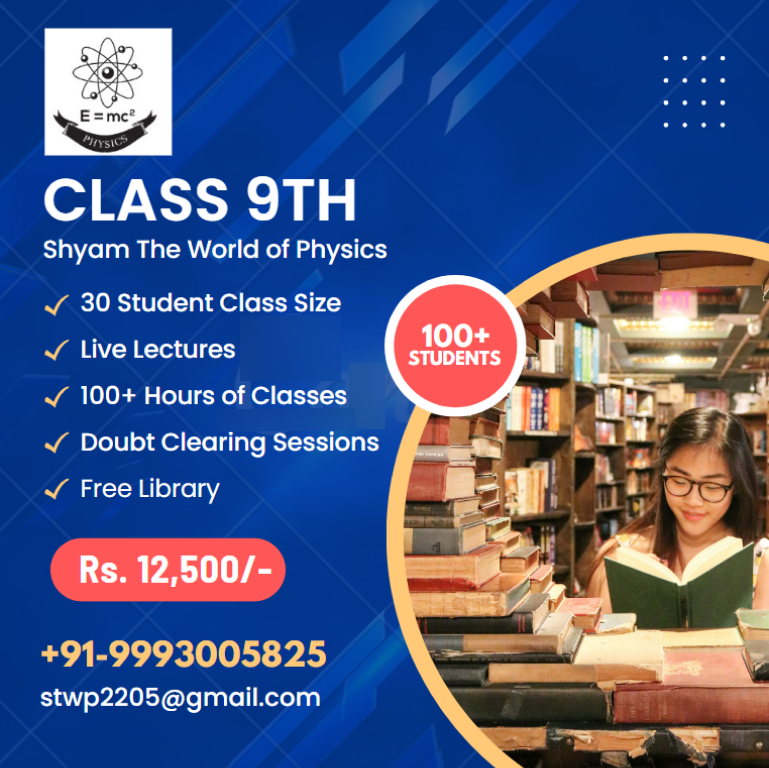 E = mc²
PHYSICS
CLASS 9TH
Shyam The World of Physics
30 Student Class Size
Live Lectures
100+ Hours of Classes
Doubt Clearing Sessions
Free Library
100+
STUDENTS
EXIT
Rs. 12,500/-
+91-9993005825
stwp2205@gmail.com